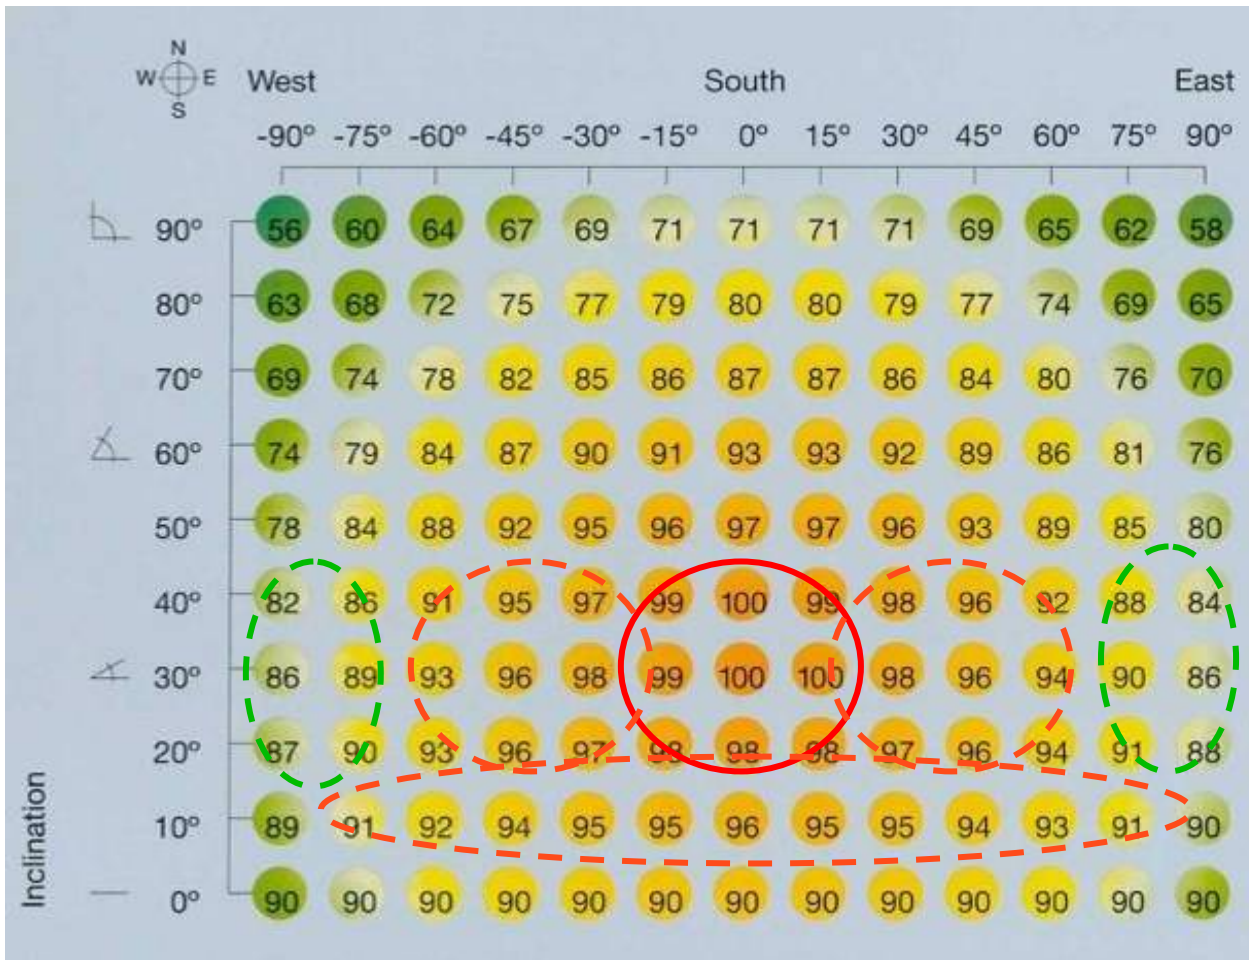 N
W E West South East
S
-90° -75° -60° -45° -30° -15° 0° 15° 30° 45° 60° 75° 90°
90° 56 60 64 67 69 71 71 71 71 69 65 62 58
80° 63 68 72 75 77 79 80 80 79 77 74 69 65
70° 69 74 78 82 85 86 87 87 86 84 80 76 70
60° 74 79 84 87 90 91 93 93 92 89 86 81 76
50° 78 84 88 92 95 96 97 97 96 93 89 85 80
40° 82 86 91 95 97 99 100 99 98 96 92 88 84
30° 86 89 93 96 98 99 100 100 98 96 94 90 86
20° 87 90 93 96 97 98 98 98 97 96 94 91 88
10° 89 91 92 94 95 95 96 95 95 94 93 91 90
0° 90 90 90 90 90 90 90 90 90 90 90 90 90
Inclination